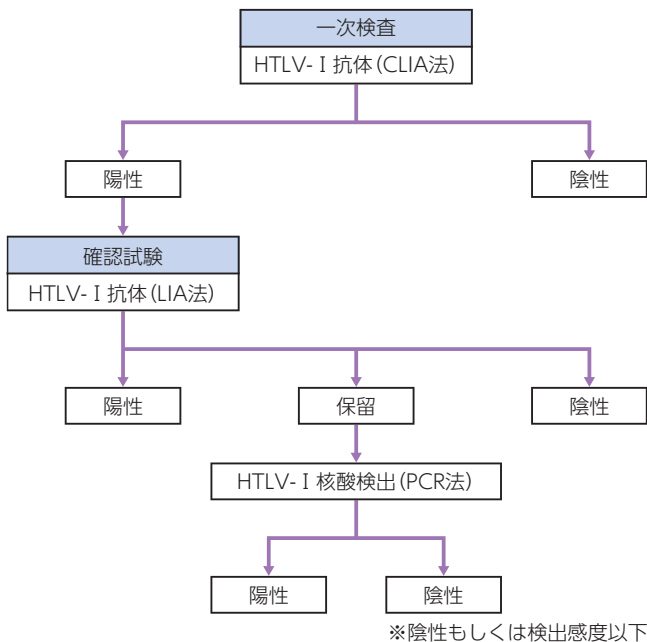 一次検査
HTLV-Ⅰ抗体(CLIA法)
陽性
陰性
確認試験
HTLV-Ⅰ抗体(LIA法)
陽性
保留
陰性
HTLV-Ⅰ核酸検出(PCR法)
陽性
陰性
※陰性もしくは検出感度以下